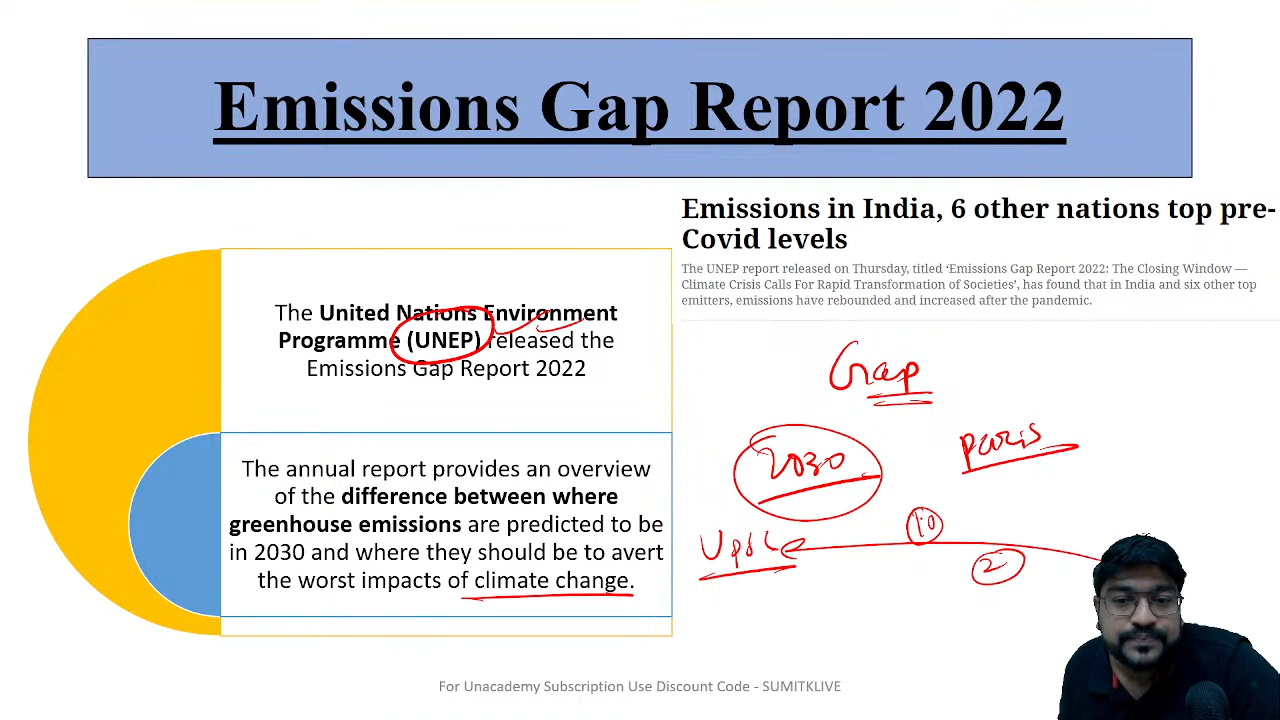 Emissions Gap Report 2022
Emissions in India, 6 other nations top pre-
Covid levels
The UNEP report released on Thursday, titled ‘Emissions Gap Report 2022: The Closing Window —
Climate Crisis Calls For Rapid Transformation of Societies’, has found that in India and six other top
emitters, emissions have rebounded and increased after the pandemic.
The United Nations Environment
Programme (UNEP) released the
Emissions Gap Report 2022
The annual report provides an overview
of the difference between where
greenhouse emissions are predicted to be
in 2030 and where they should be to avert
the worst impacts of climate change.
Gap
2030
Paris
10
2
For Unacademy Subscription Use Discount Code - SUMITKLIVE